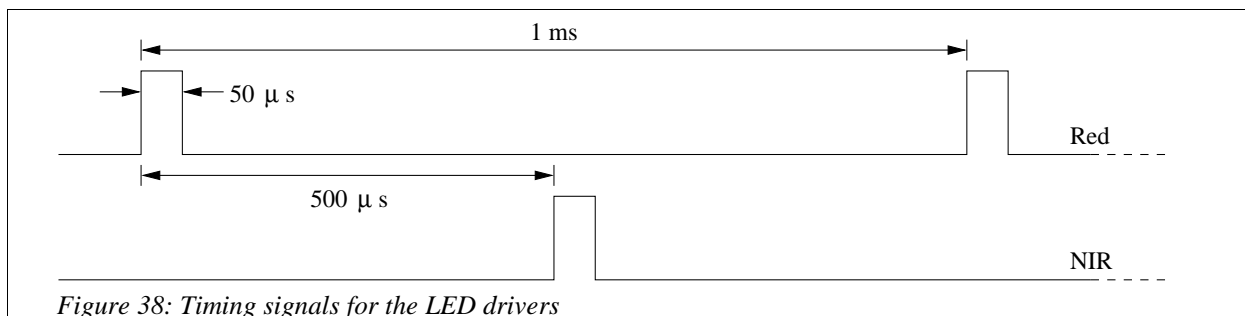 1 ms
50 μ s
Red
500 μ s
NIR
Figure 38: Timing signals for the LED drivers